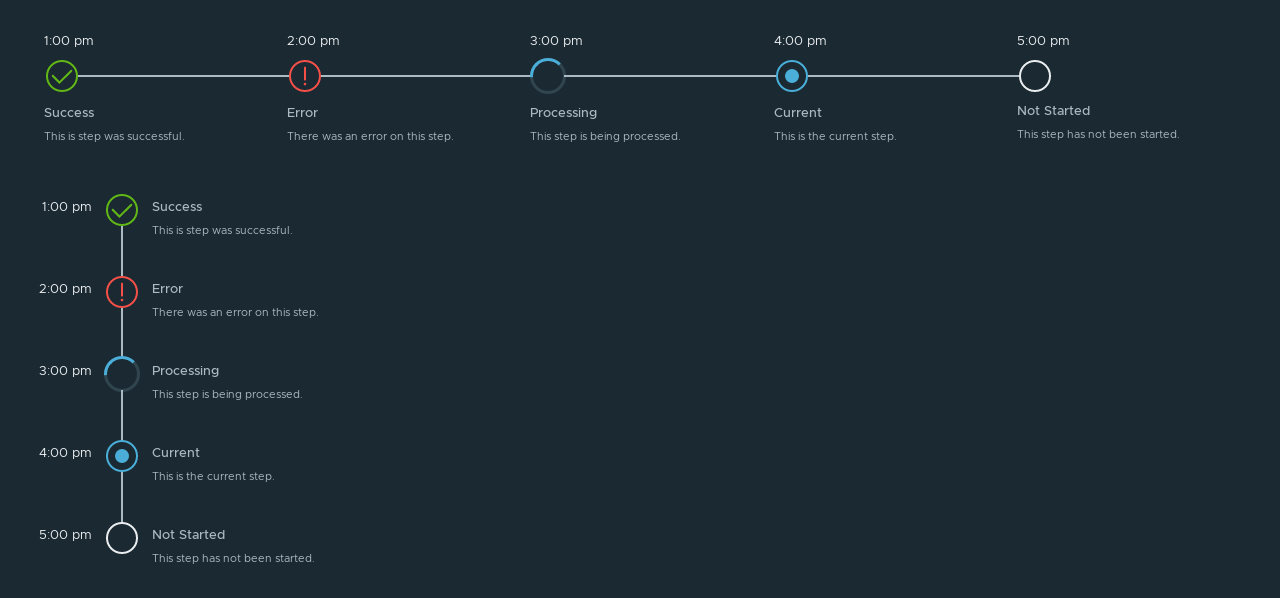 1:00 pm 2:00 pm 3:00 pm 4:00 pm 5:00 pm
Success Error Processing Current Not Started
This is step was successful. There was an error on this step. This step is being processed. This is the current step. This step has not been started.
1:00 pm Success
This is step was successful.
2:00 pm Error
There was an error on this step.
3:00 pm Processing
This step is being processed.
4:00 pm Current
This is the current step.
5:00 pm Not Started
This step has not been started.